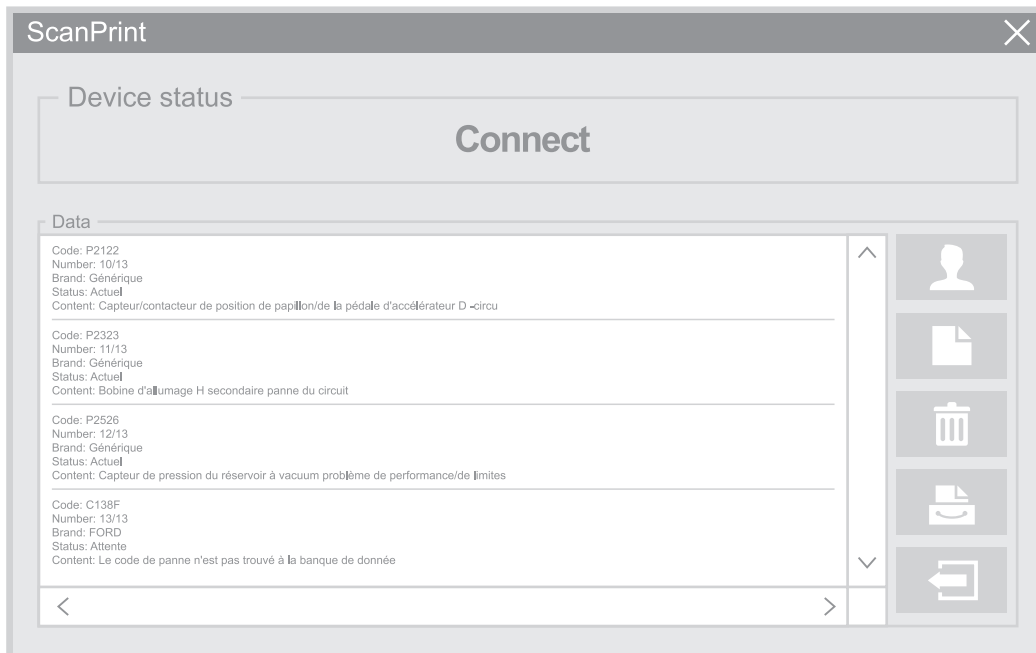 ScanPrint
Device status
Connect
Data
Code: P2122
Number: 10/13
Brand: Générique
Status: Actuel
Content: Capteur/contacteur de position de papillon/de la pédale d'accélérateur D -circu
Code: P2323
Number: 11/13
Brand: Générique
Status: Actuel
Content: Bobine d'allumage H secondaire panne du circuit
Code: P2526
Number: 12/13
Brand: Générique
Status: Actuel
Content: Capteur de pression du réservoir à vacuum problème de performance/de limites
Code: C138F
Number: 13/13
Brand: FORD
Status: Attente
Content: Le code de panne n'est pas trouvé à la banque de donnée